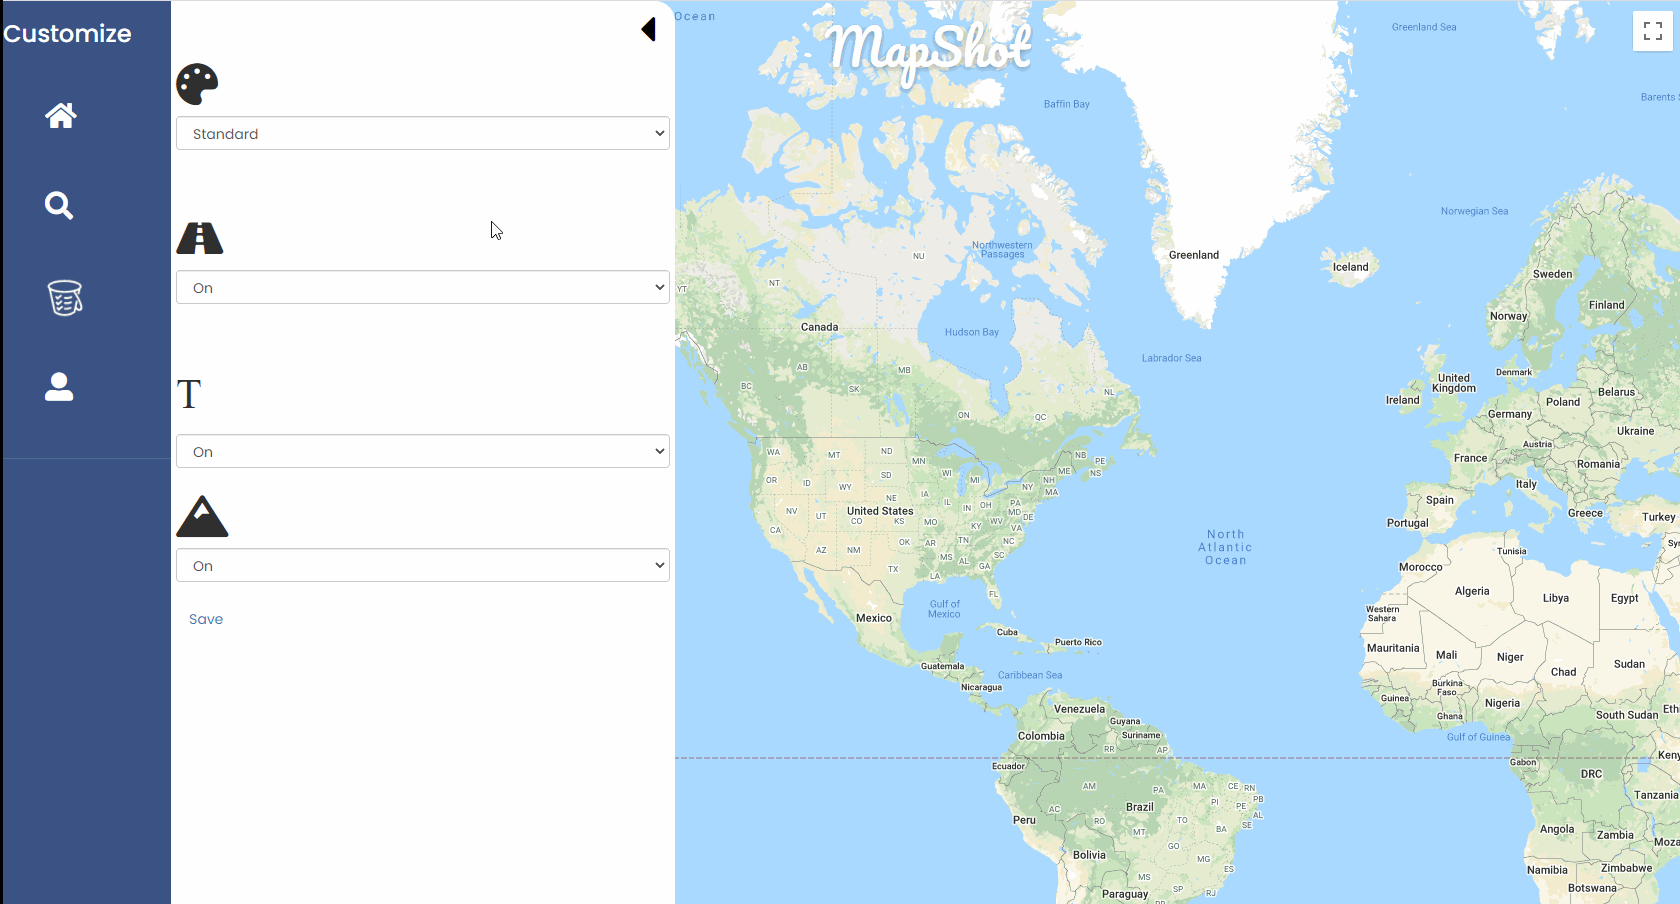 Customize
Standard
On
T
On
On
Save
MapShot
Ocean
Greenland Sea
Baffin Bay
Barents
Norwegian Sea
Northwestern
Passages
NU
Greenland
Iceland
Sweden
Finland
Norway
NT
YT
Canada
Hudson Bay
Labrador Sea
AB
MB
BC
SK
NL
ON
QC
Denmark
United
Kingdom
Ireland
Belarus
Poland
Germany
Ukraine
Austria
France
Romania
Italy
Spain
Greece
Portugal
Turkey
WA
MT
ND
MN
NB
PE
NS
ME
OR
ID
WY
SD
WI
MI
NH
NY
MA
NE
IA
NV
UT
United States
IL
IN
OH
PA
MD
DE
CO
KS
MO
KY
WV
VA
CA
AZ
NM
OK
AR
TN
NC
MS
AL
SC
GA
TX
LA
FL
North
Atlantic
Ocean
Gulf of
Mexico
Mexico
Cuba
Puerto Rico
Guatemala
Caribbean Sea
Nicaragua
Tunisia
Morocco
Algeria
Libya
Egypt
Western
Sahara
Mauritania
Mali
Niger
Chad
Sudan
Burkina
Faso
Guinea
Nigeria
Ghana
South Sudan
Eth
Gulf of Guinea
Gabon
Keny
DRC
Tanzania
Angola
Zambia
Moza
Namibia
Zimbabwe
Botswana
Venezuela
Guyana
Suriname
Colombia
RR
AP
Ecuador
AM
PA
MA
CE
RN
PB
PI
PE
AL
SE
AC
RO
TO
BA
Brazil
Peru
MT
GO
MG
ES
Bolivia
MS
SP
RJ
Paraguay